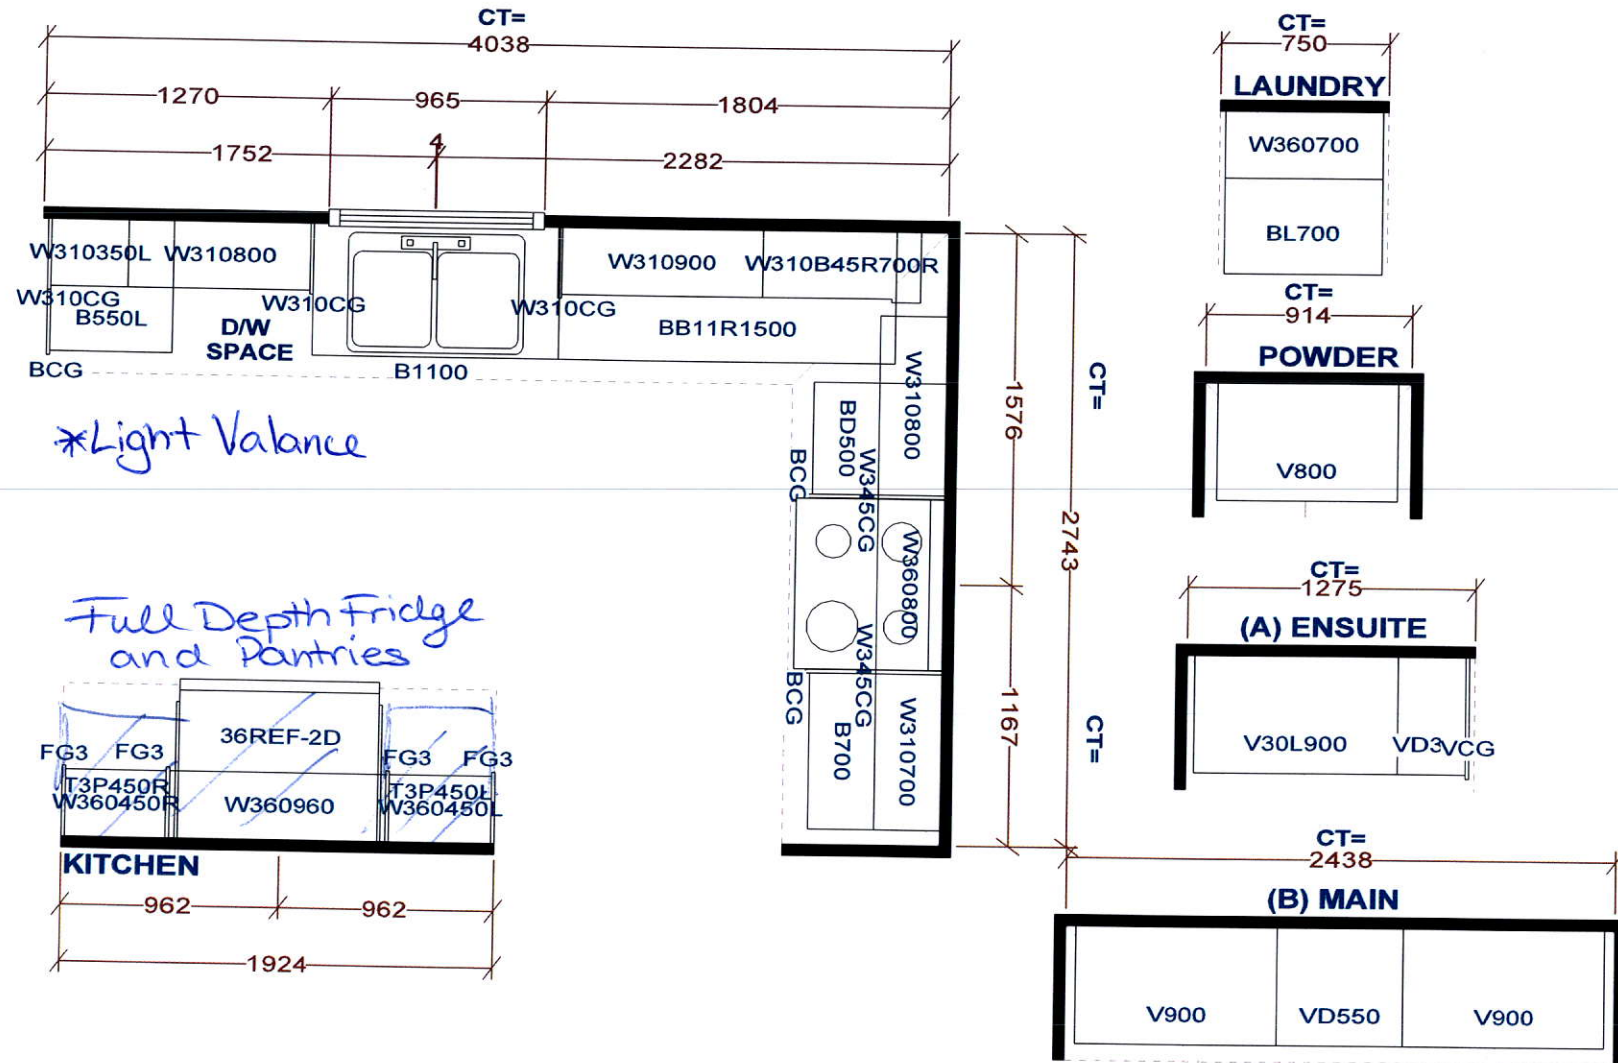 CT=
4038
1270
965
1804
1752
4
2282
W310350L
W310800
W310900
W310B45R700R
W310CG
W310CG
W310CG
B550L
D/W
SPACE
BB11R1500
BCG
B1100
*Light Valance
W310800
BD500
BCG
W345CG
W360800
W345CG
BCG
B700
W310700
1576
CT=
2743
1167
CT=
Full Depth Fridge
and Pantries
36REF-2D
FG3
FG3
FG3
FG3
T3P450R
W360450R
W360960
T3P450L
W360450L
KITCHEN
962
962
1924
CT=
750
LAUNDRY
W360700
BL700
CT=
914
POWDER
V800
CT=
1275
(A) ENSUITE
V30L900
VD3
VCG
CT=
2438
(B) MAIN
V900
VD550
V900